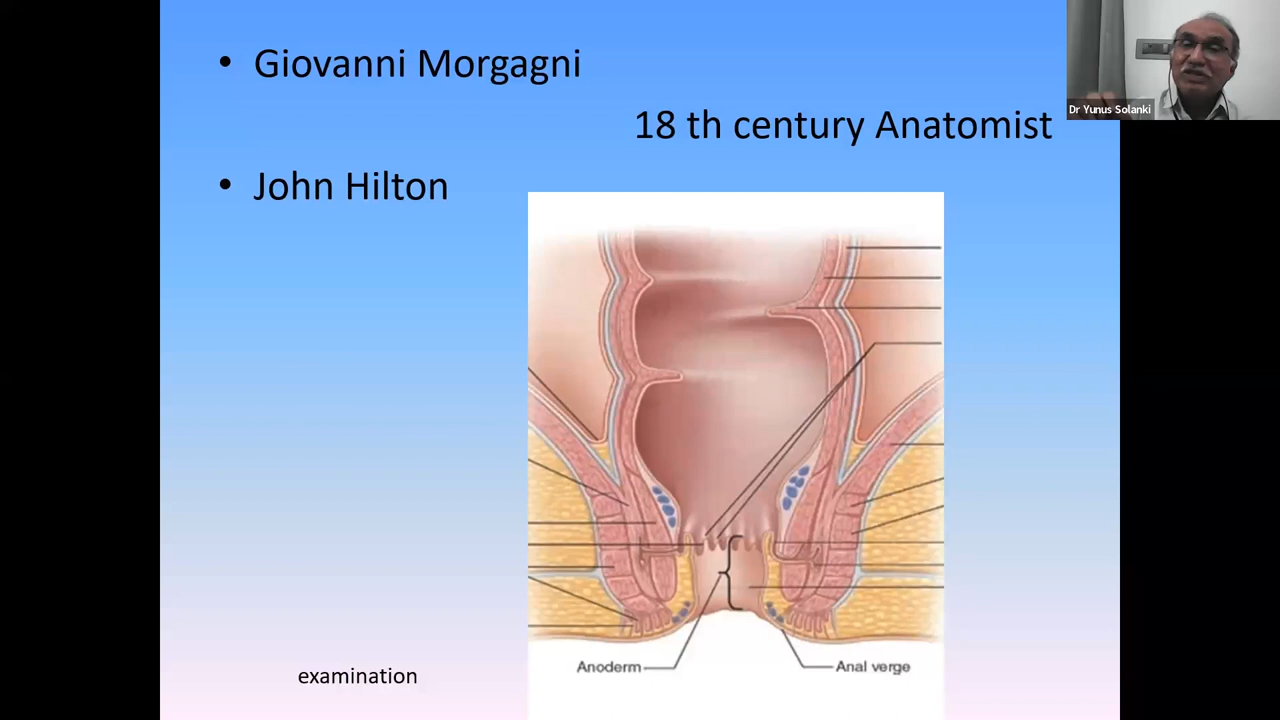 • Giovanni Morgagni
18 th century Anatomist
• John Hilton
Dr Yunus Solanki
Anoderm
Anal verge
examination